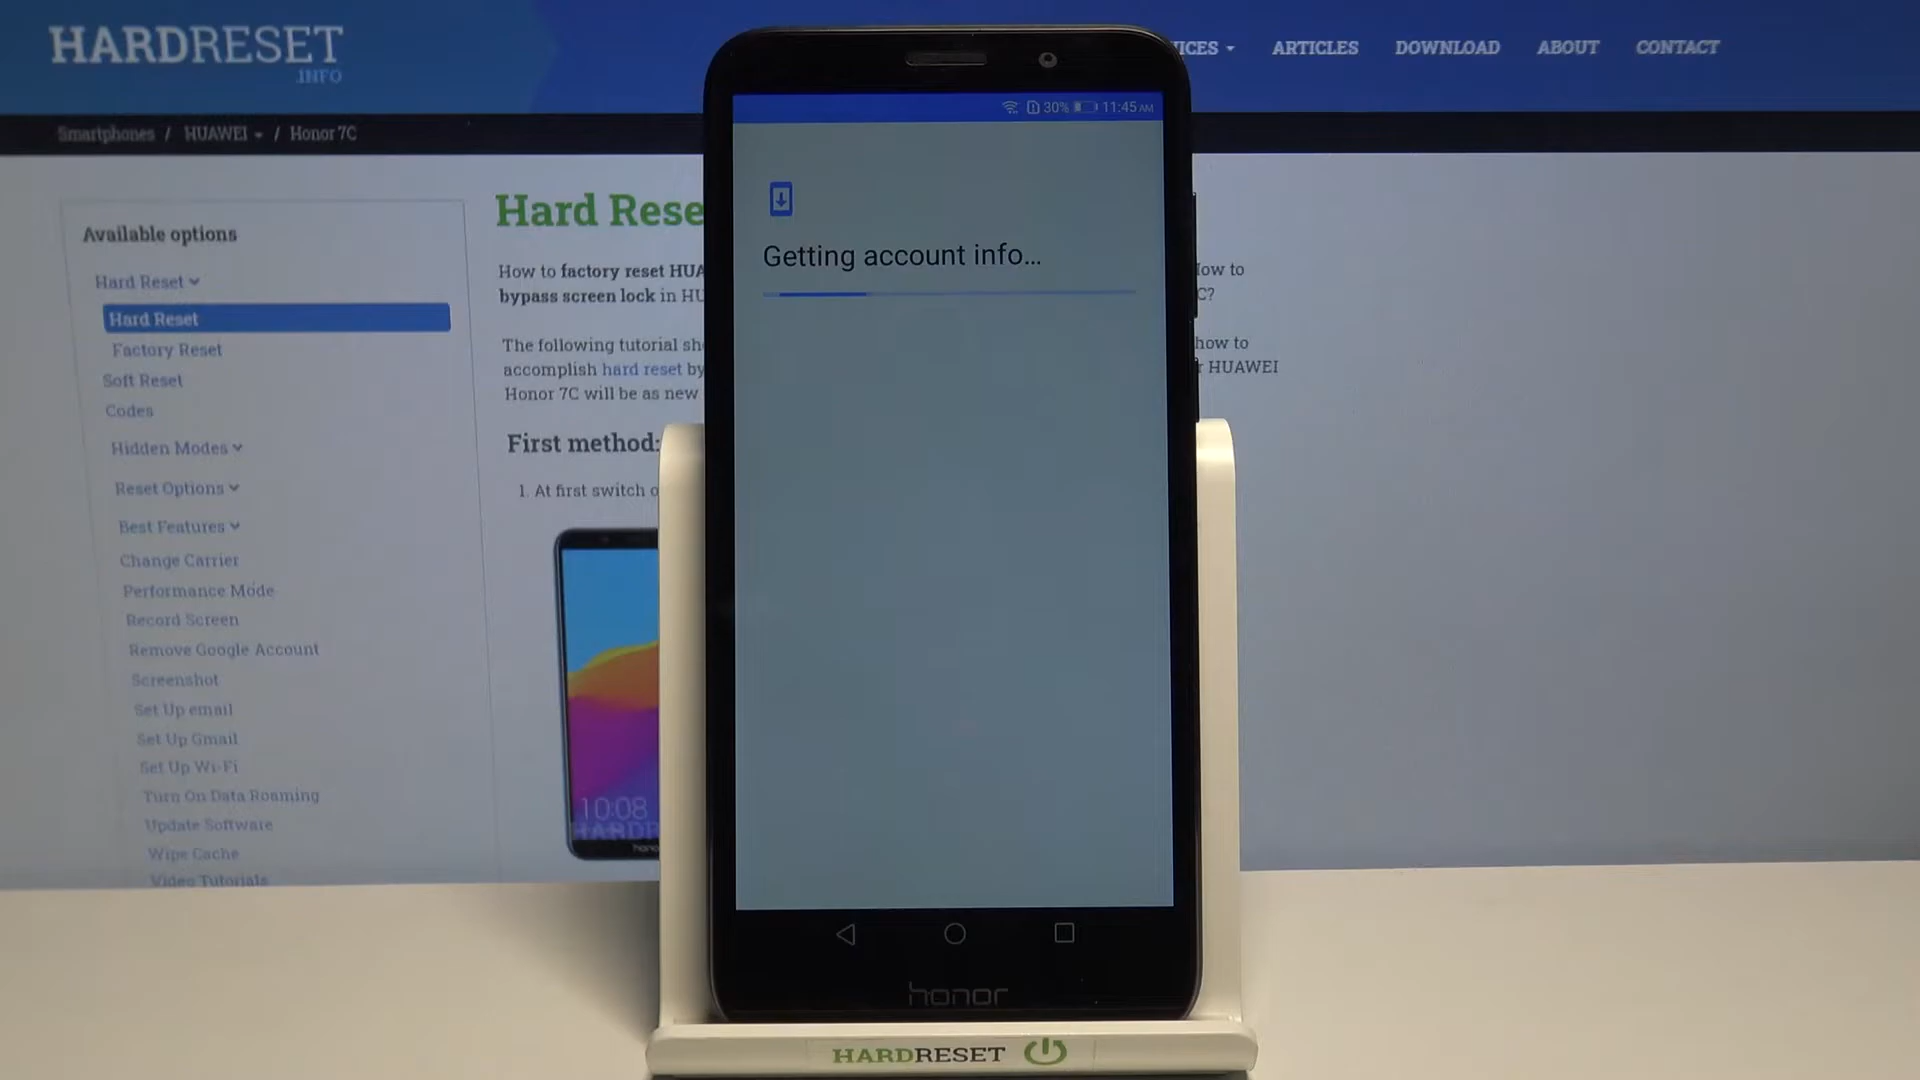 HARDRESET
.INFO
ICES ARTICLES DOWNLOAD ABOUT CONTACT
Smartphones / HUAWEI / Honor 7C
Available options
Hard Reset
Hard Reset
Factory Reset
Soft Reset
Codes
Hidden Modes
Reset Options
Best Features
Change Carrier
Performance Mode
Record Screen
Remove Google Account
Screenshot
Set Up email
Set Up Gmail
Set Up Wi-Fi
Turn On Data Roaming
Update Software
Wipe Cache
Video Tutorials
Hard Rese
How to factory reset HUA
bypass screen lock in HU
The following tutorial sh
accomplish hard reset by
Honor 7C will be as new
First method:
1. At first switch o
10:08
HARDR
hono
30% 11:45 AM
Getting account info...
honor
ow to
C?
how to
r HUAWEI
HARDRESET